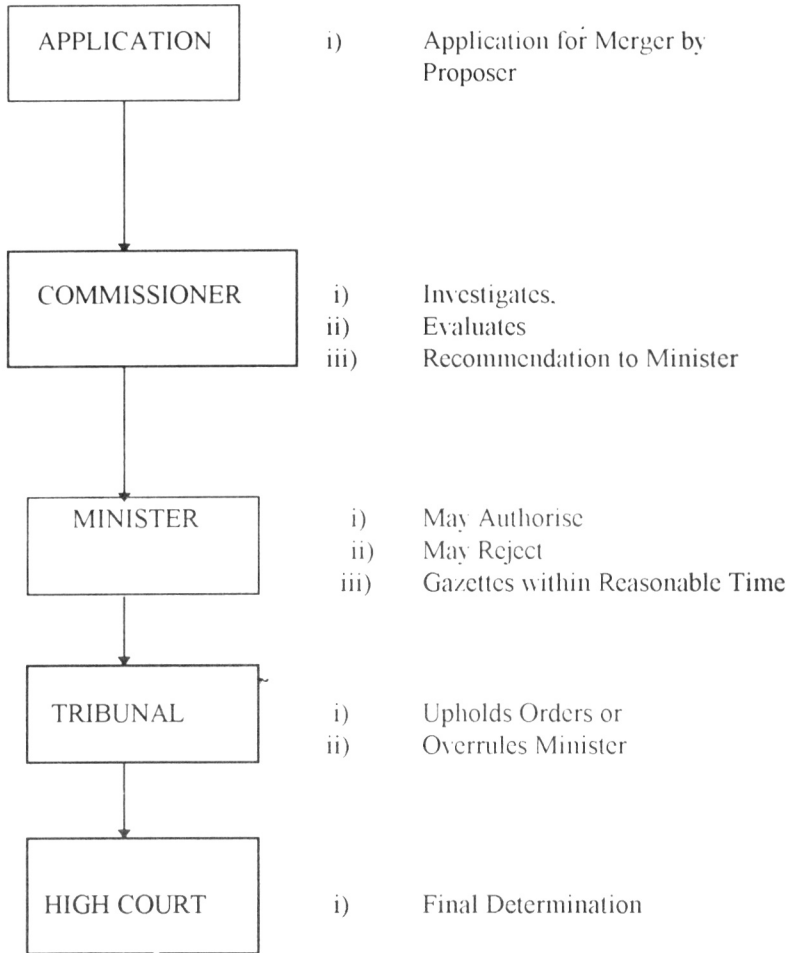 APPLICATION i) Application for Merger by
Proposer
COMMISSIONER i) Investigates,
ii) Evaluates
iii) Recommendation to Minister
MINISTER i) May Authorise
ii) May Reject
iii) Gazettes within Reasonable Time
TRIBUNAL i) Upholds Orders or
ii) Overrules Minister
HIGH COURT i) Final Determination